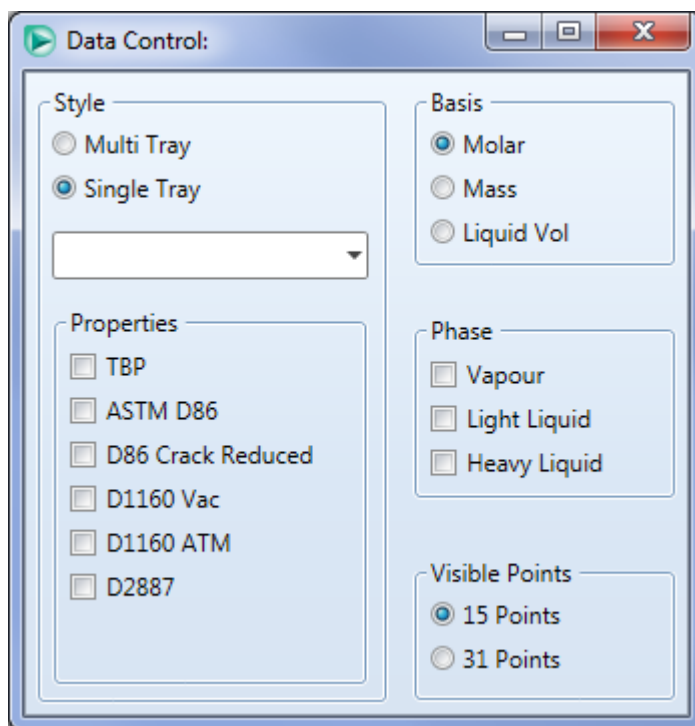 Data Control:
Style
Multi Tray
Single Tray
Properties
TBP
ASTM D86
D86 Crack Reduced
D1160 Vac
D1160 ATM
D2887
Basis
Molar
Mass
Liquid Vol
Phase
Vapour
Light Liquid
Heavy Liquid
Visible Points
15 Points
31 Points